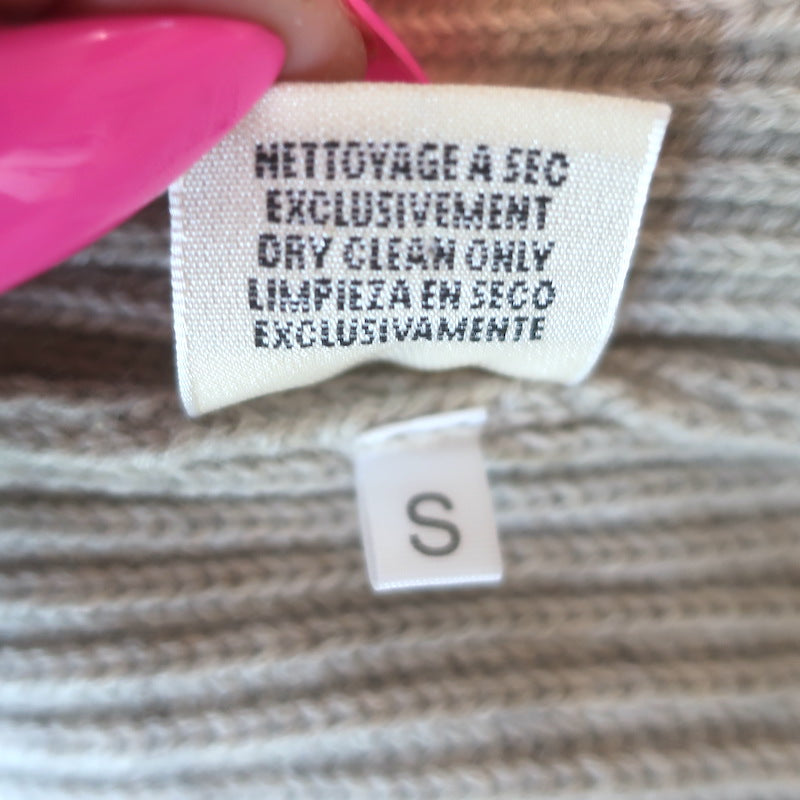 NETTOYAGE A SEC
EXCLUSIVEMENT
DRY CLEAN ONLY
LIMPIEZA EN SECO
EXCLUSIVAMENTE
S